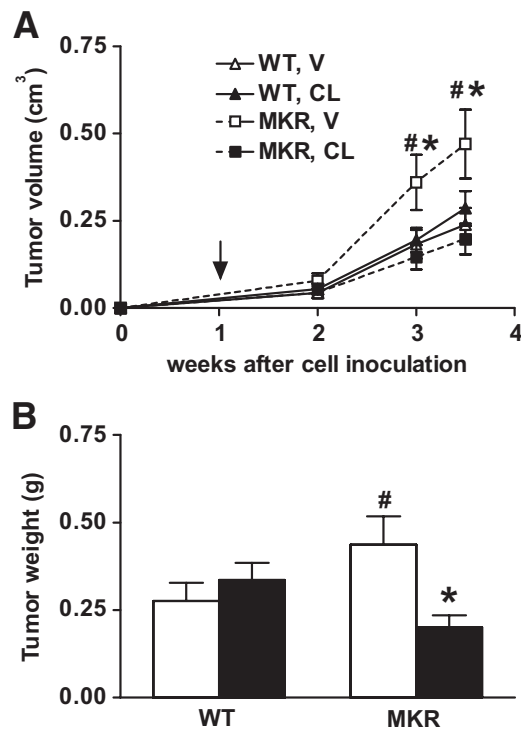 A
Tumor volume (cm³)
0.75
0.50
0.25
0.00
WT, V
WT, CL
MKR, V
MKR, CL
#*
#*
0 1 2 3 4
weeks after cell inoculation
B
Tumor weight (g)
0.75
0.50
0.25
0.00
#
*
WT MKR